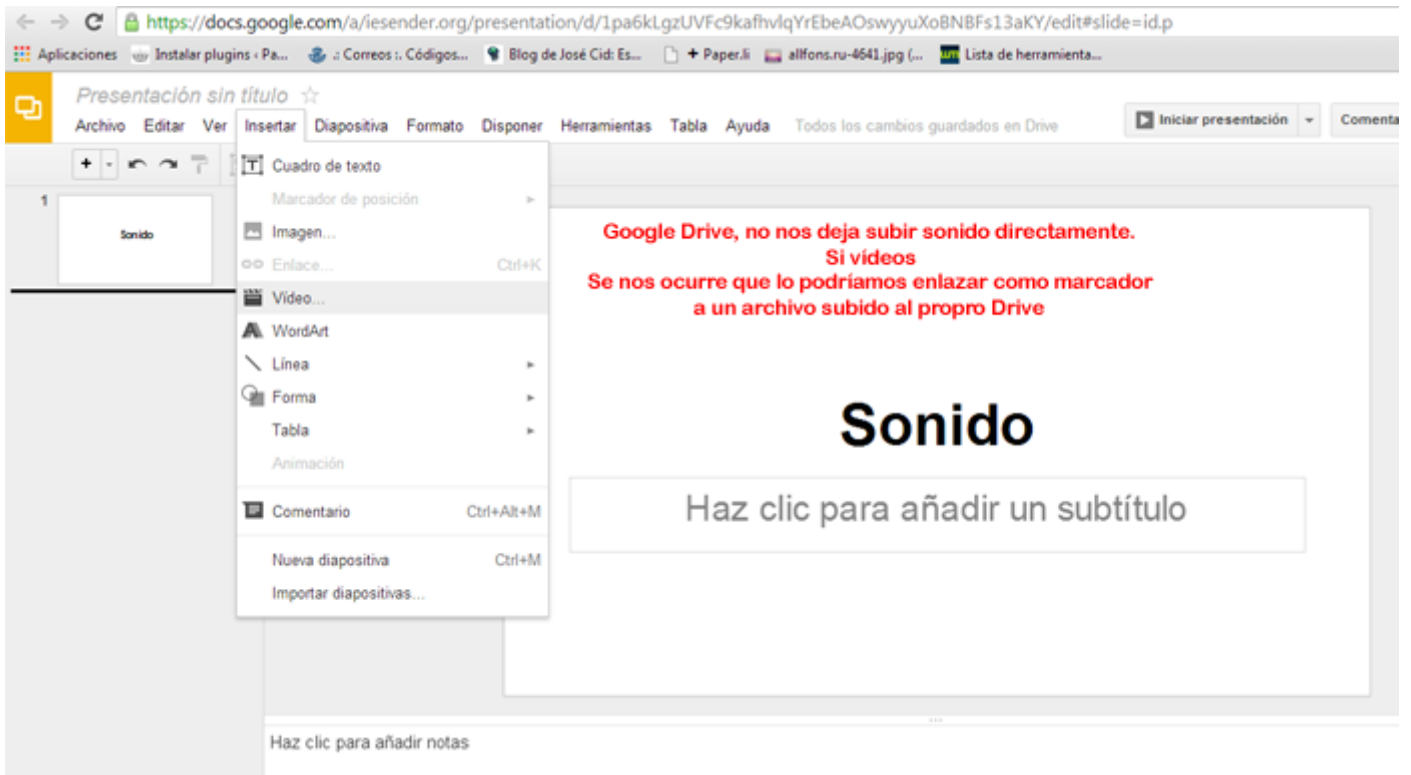 https://docs.google.com/a/iesender.org/presentation/d/1pa6kLgzUVFc9kafhvlqYrEbeAOswyyuXoBNBFs13aKY/edit#slide=id.p
Aplicaciones Instalar plugins ‹ Pa... .: Correos :. Códigos... Blog de José Cid: Es... + Paper.li allfons.ru-4641.jpg (... Lista de herramienta...
Presentación sin título
Archivo Editar Ver Insertar Diapositiva Formato Disponer Herramientas Tabla Ayuda Todos los cambios guardados en Drive Iniciar presentación Comenta
1
Sonido
Cuadro de texto
Marcador de posición
Imagen...
Enlace... Ctrl+K
Vídeo...
WordArt
Línea
Forma
Tabla
Animación
Comentario Ctrl+Alt+M
Nueva diapositiva Ctrl+M
Importar diapositivas...
Google Drive, no nos deja subir sonido directamente.
Si vídeos
Se nos ocurre que lo podríamos enlazar como marcador
a un archivo subido al propro Drive
Sonido
Haz clic para añadir un subtítulo
Haz clic para añadir notas